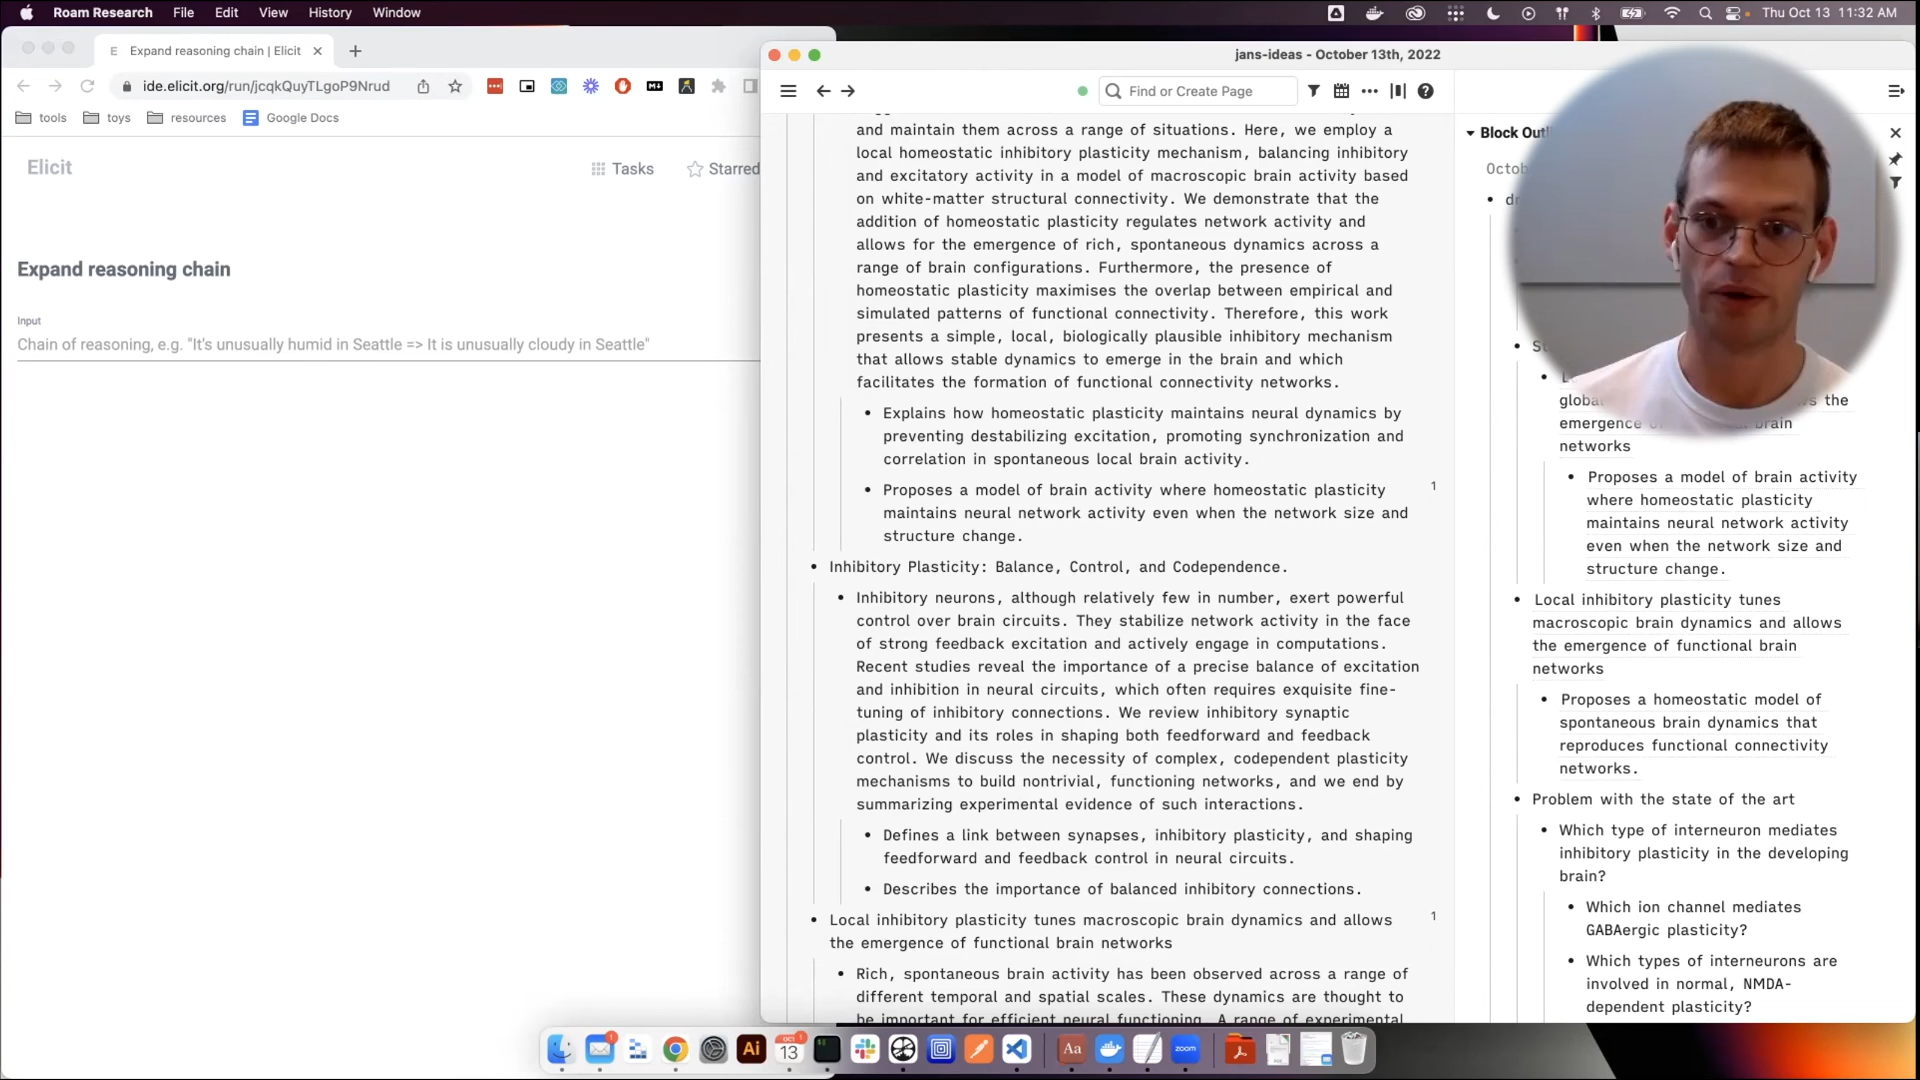 Roam Research File Edit View History Window
Thu Oct 13 11:32 AM
E Expand reasoning chain | Elicit
ide.elicit.org/run/jcqkQuyTLgoP9Nrud
tools toys resources Google Docs
Elicit
Tasks Starred
Expand reasoning chain
Input
Chain of reasoning, e.g. "It's unusually humid in Seattle => It is unusually cloudy in Seattle"
jans-ideas - October 13th, 2022
Find or Create Page
and maintain them across a range of situations. Here, we employ a
local homeostatic inhibitory plasticity mechanism, balancing inhibitory
and excitatory activity in a model of macroscopic brain activity based
on white-matter structural connectivity. We demonstrate that the
addition of homeostatic plasticity regulates network activity and
allows for the emergence of rich, spontaneous dynamics across a
range of brain configurations. Furthermore, the presence of
homeostatic plasticity maximises the overlap between empirical and
simulated patterns of functional connectivity. Therefore, this work
presents a simple, local, biologically plausible inhibitory mechanism
that allows stable dynamics to emerge in the brain and which
facilitates the formation of functional connectivity networks.
Explains how homeostatic plasticity maintains neural dynamics by
preventing destabilizing excitation, promoting synchronization and
correlation in spontaneous local brain activity.
Proposes a model of brain activity where homeostatic plasticity 1
maintains neural network activity even when the network size and
structure change.
Inhibitory Plasticity: Balance, Control, and Codependence.
Inhibitory neurons, although relatively few in number, exert powerful
control over brain circuits. They stabilize network activity in the face
of strong feedback excitation and actively engage in computations.
Recent studies reveal the importance of a precise balance of excitation
and inhibition in neural circuits, which often requires exquisite fine-
tuning of inhibitory connections. We review inhibitory synaptic
plasticity and its roles in shaping both feedforward and feedback
control. We discuss the necessity of complex, codependent plasticity
mechanisms to build nontrivial, functioning networks, and we end by
summarizing experimental evidence of such interactions.
Defines a link between synapses, inhibitory plasticity, and shaping
feedforward and feedback control in neural circuits.
Describes the importance of balanced inhibitory connections.
Local inhibitory plasticity tunes macroscopic brain dynamics and allows 1
the emergence of functional brain networks
Rich, spontaneous brain activity has been observed across a range of
different temporal and spatial scales. These dynamics are thought to
be important for efficient neural functioning. A range of experimental
Block
global
the
emergence
brain
networks
Proposes a model of brain activity
where homeostatic plasticity
maintains neural network activity
even when the network size and
structure change.
Local inhibitory plasticity tunes
macroscopic brain dynamics and allows
the emergence of functional brain
networks
Proposes a homeostatic model of
spontaneous brain dynamics that
reproduces functional connectivity
networks.
Problem with the state of the art
Which type of interneuron mediates
inhibitory plasticity in the developing
brain?
Which ion channel mediates
GABAergic plasticity?
Which types of interneurons are
involved in normal, NMDA-
dependent plasticity?
Ai
OCT
13
Aa
zoom